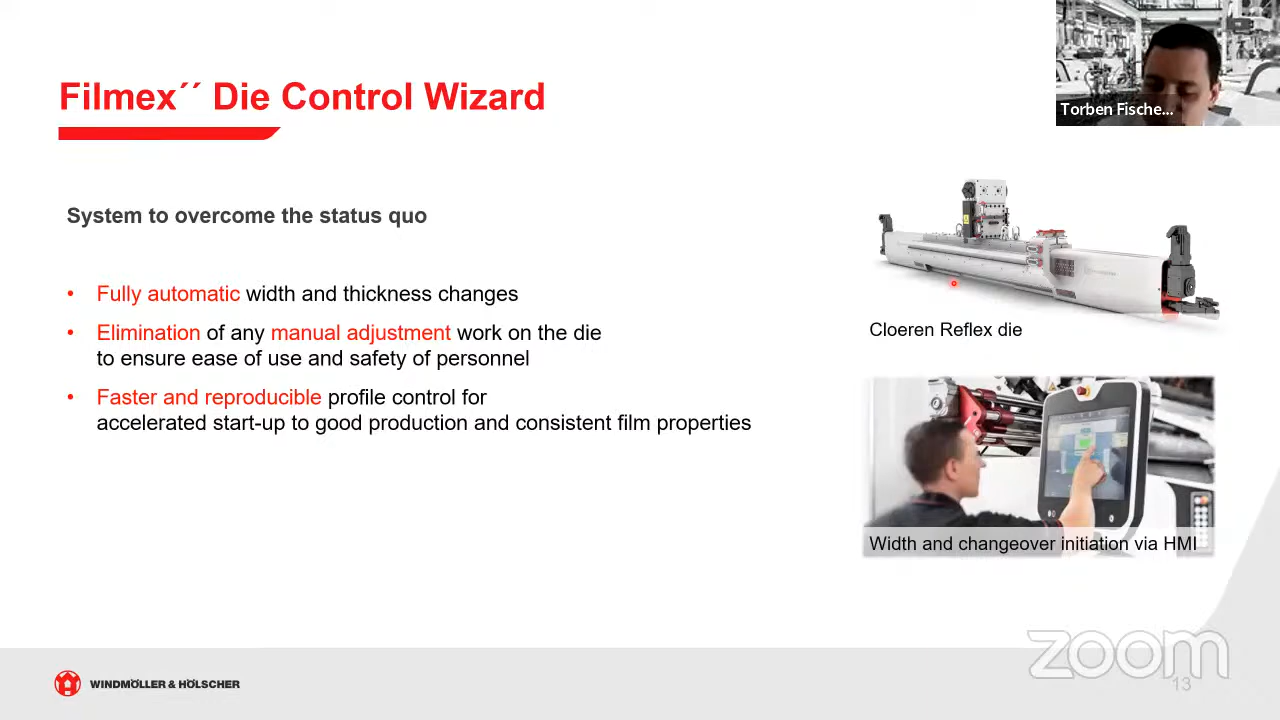 Filmex´´ Die Control Wizard
Torben Fische...
System to overcome the status quo
• Fully automatic width and thickness changes
• Elimination of any manual adjustment work on the die
to ensure ease of use and safety of personnel
• Faster and reproducible profile control for
accelerated start-up to good production and consistent film properties
Cloeren Reflex die
Width and changeover initiation via HMI
WINDMÖLLER & HÖLSCHER
zoom
13